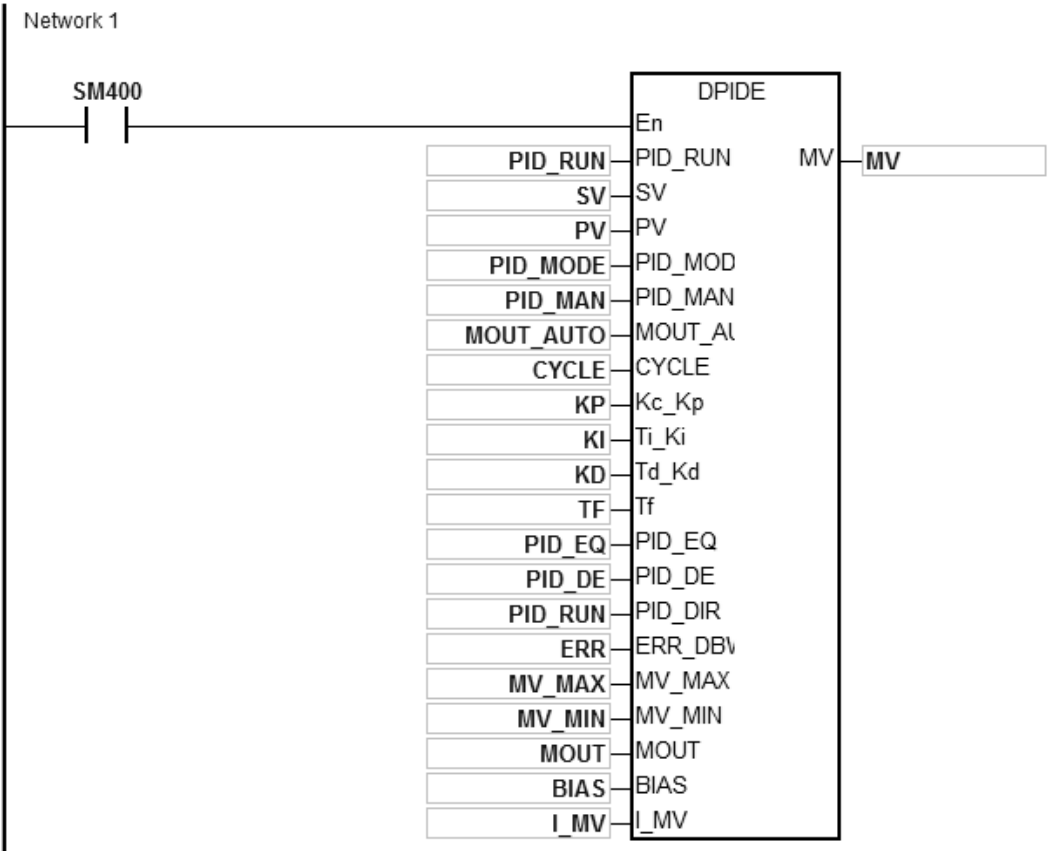 Network 1
SM400
DPIDE
En
PID_RUN PID_RUN MV MV
SV SV
PV PV
PID_MODE PID_MOD
PID_MAN PID_MAN
MOUT_AUTO MOUT_AU
CYCLE CYCLE
KP Kc_Kp
KI Ti_Ki
KD Td_Kd
TF Tf
PID_EQ PID_EQ
PID_DE PID_DE
PID_RUN PID_DIR
ERR ERR_DBW
MV_MAX MV_MAX
MV_MIN MV_MIN
MOUT MOUT
BIAS BIAS
I_MV I_MV